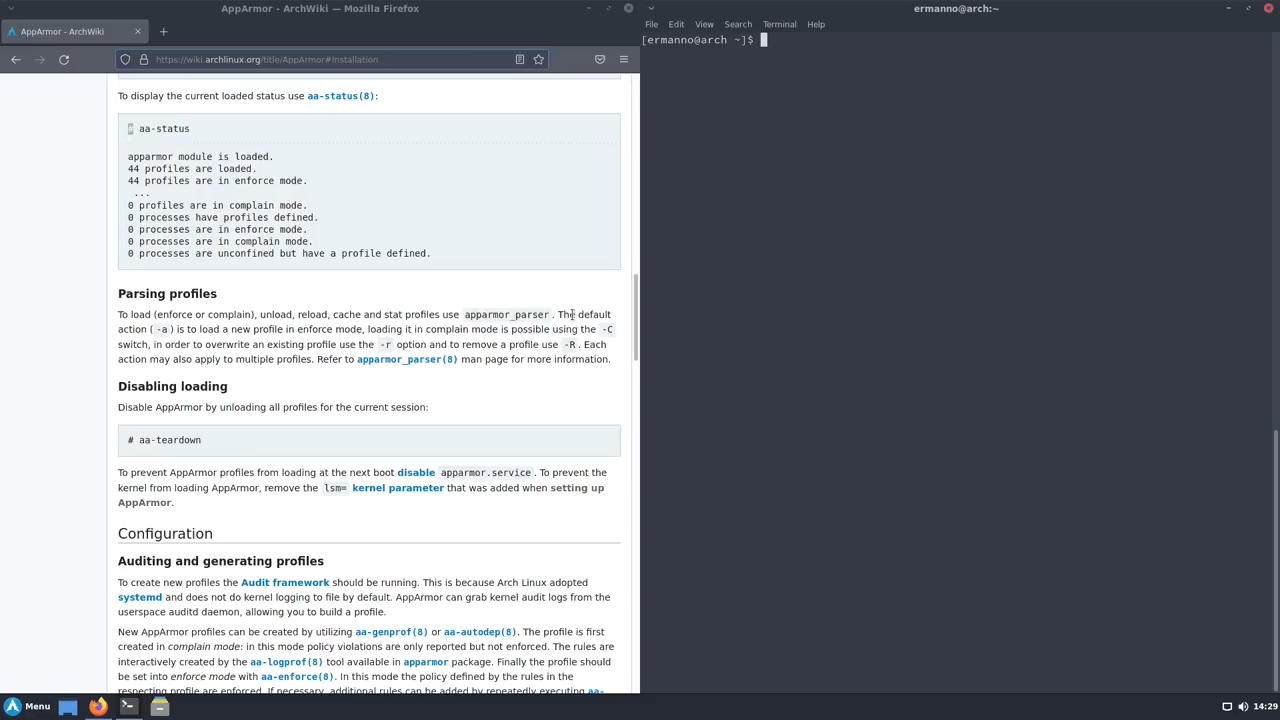 AppArmor - ArchWiki — Mozilla Firefox
AppArmor - ArchWiki
https://wiki.archlinux.org/title/AppArmor#Installation
To display the current loaded status use aa-status(8):
# aa-status
apparmor module is loaded.
44 profiles are loaded.
44 profiles are in enforce mode.
...
0 profiles are in complain mode.
0 processes have profiles defined.
0 processes are in enforce mode.
0 processes are in complain mode.
0 processes are unconfined but have a profile defined.
Parsing profiles
To load (enforce or complain), unload, reload, cache and stat profiles use apparmor_parser. The default
action (-a) is to load a new profile in enforce mode, loading it in complain mode is possible using the -C
switch, in order to overwrite an existing profile use the -r option and to remove a profile use -R. Each
action may also apply to multiple profiles. Refer to apparmor_parser(8) man page for more information.
Disabling loading
Disable AppArmor by unloading all profiles for the current session:
# aa-teardown
To prevent AppArmor profiles from loading at the next boot disable apparmor.service. To prevent the
kernel from loading AppArmor, remove the lsm= kernel parameter that was added when setting up
AppArmor.
Configuration
Auditing and generating profiles
To create new profiles the Audit framework should be running. This is because Arch Linux adopted
systemd and does not do kernel logging to file by default. AppArmor can grab kernel audit logs from the
userspace auditd daemon, allowing you to build a profile.
New AppArmor profiles can be created by utilizing aa-genprof(8) or aa-autodep(8). The profile is first
created in complain mode: in this mode policy violations are only reported but not enforced. The rules are
interactively created by the aa-logprof(8) tool available in apparmor package. Finally the profile should
be set into enforce mode with aa-enforce(8). In this mode the policy defined by the rules in the
respecting profile are enforced. If necessary, additional rules can be added by repeatedly executing aa-
ermanno@arch:~
File Edit View Search Terminal Help
[ermanno@arch ~]$
Menu
14:29